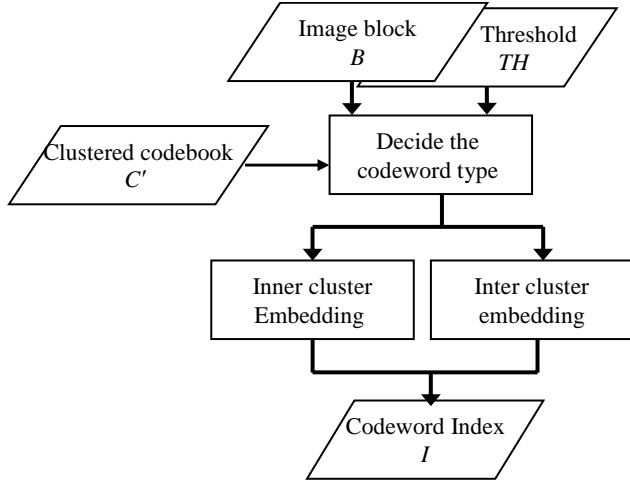 Image block
B
Threshold
TH
Clustered codebook
C'
Decide the
codeword type
Inner cluster
Embedding
Inter cluster
embedding
Codeword Index
I